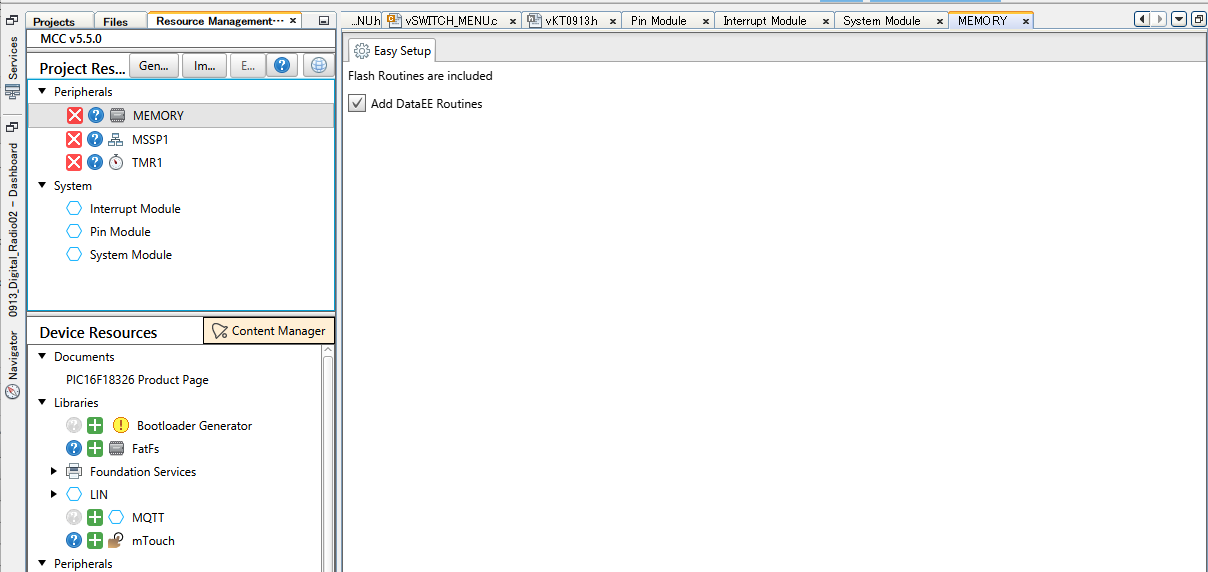 Projects Files Resource Management··· ×
MCC v5.5.0
Project Res... Gen... Im... E... ?
Peripherals
? MEMORY
? MSSP1
? TMR1
System
Interrupt Module
Pin Module
System Module
Device Resources Content Manager
Documents
PIC16F18326 Product Page
Libraries
? ! Bootloader Generator
? FatFs
Foundation Services
LIN
? MQTT
? mTouch
Peripherals
Services
0913_Digital_Radio02 – Dashboard
Navigator
...NU.h vSWITCH_MENU.c × vKT0913.h × Pin Module × Interrupt Module × System Module × MEMORY ×
Easy Setup
Flash Routines are included
Add DataEE Routines